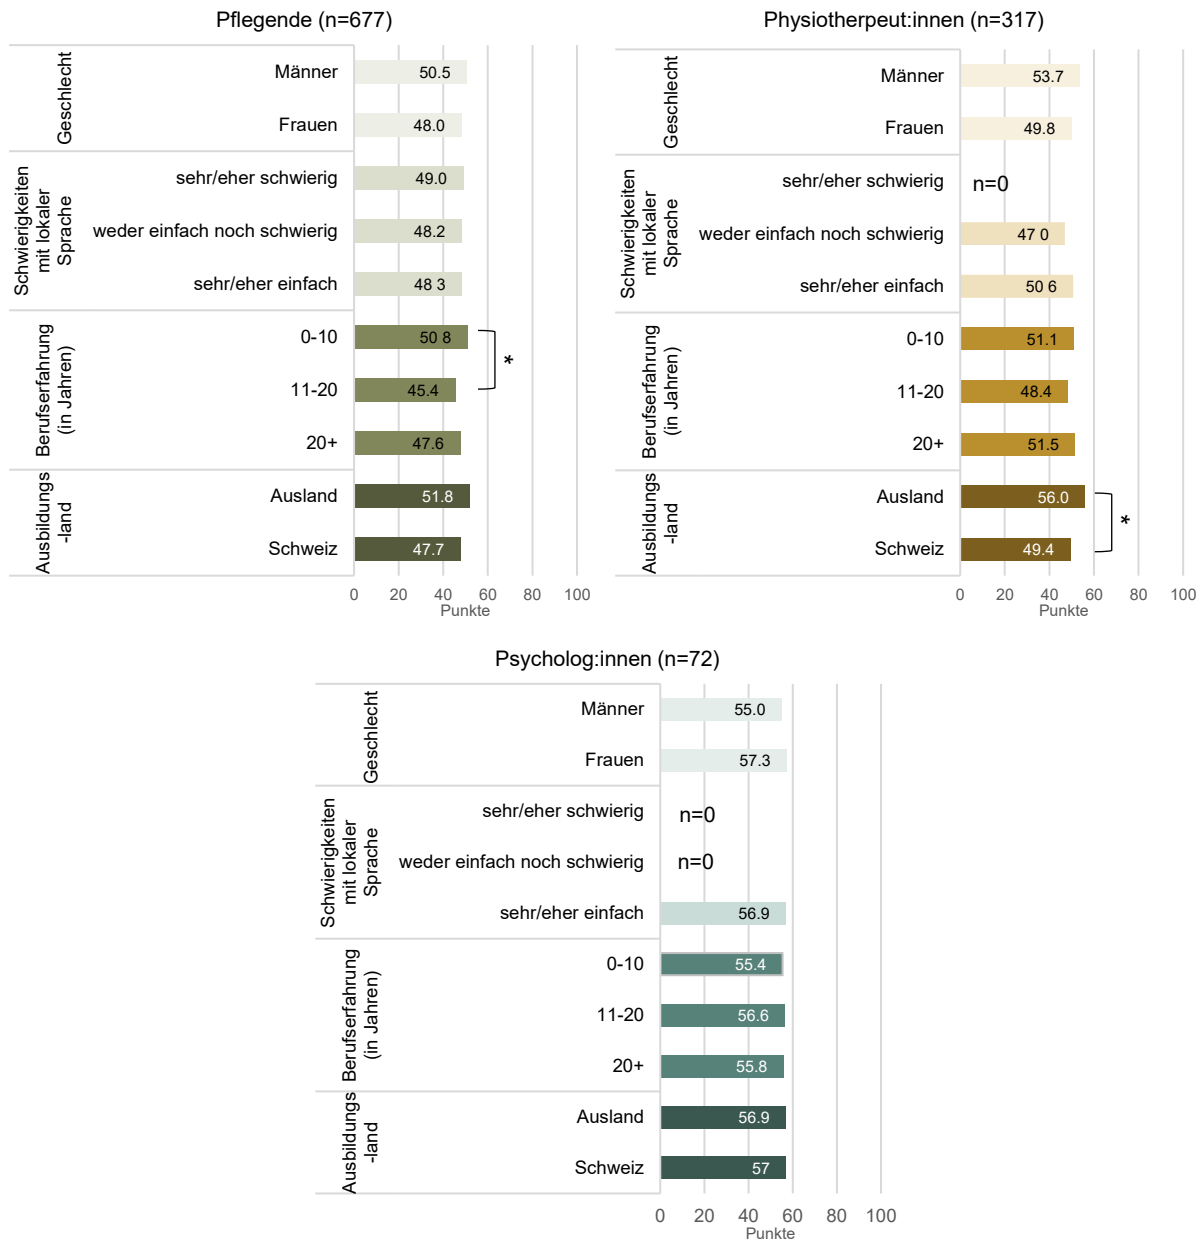 Pflegende (n=677)
Geschlecht
Männer 50.5
Frauen 48.0
Schwierigkeiten
mit lokaler
Sprache
sehr/eher schwierig 49.0
weder einfach noch schwierig 48.2
sehr/eher einfach 48 3
Berufserfahrung
(in Jahren)
0-10 50 8
11-20 45.4
*
20+ 47.6
Ausbildungs
-land
Ausland 51.8
Schweiz 47.7
0 20 40 60 80 100
Punkte
Physiotherpeut:innen (n=317)
Geschlecht
Männer 53.7
Frauen 49.8
Schwierigkeiten
mit lokaler
Sprache
sehr/eher schwierig n=0
weder einfach noch schwierig 47 0
sehr/eher einfach 50 6
Berufserfahrung
(in Jahren)
0-10 51.1
11-20 48.4
20+ 51.5
Ausbildungs
-land
Ausland 56.0
Schweiz 49.4
*
0 20 40 60 80 100
Punkte
Psycholog:innen (n=72)
Geschlecht
Männer 55.0
Frauen 57.3
Schwierigkeiten
mit lokaler
Sprache
sehr/eher schwierig n=0
weder einfach noch schwierig n=0
sehr/eher einfach 56.9
Berufserfahrung
(in Jahren)
0-10 55.4
11-20 56.6
20+ 55.8
Ausbildungs
-land
Ausland 56.9
Schweiz 57
0 20 40 60 80 100
Punkte